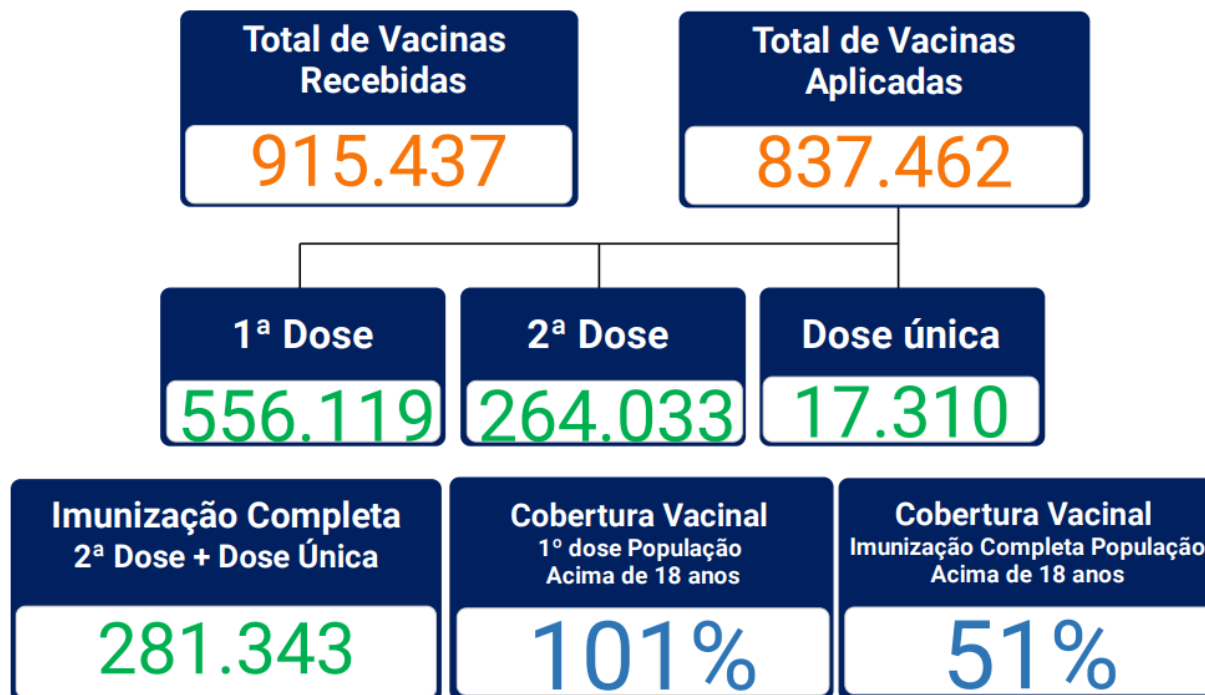 Total de Vacinas
Recebidas
915.437
Total de Vacinas
Aplicadas
837.462
1ª Dose
556.119
2ª Dose
264.033
Dose única
17.310
Imunização Completa
2ª Dose + Dose Única
281.343
Cobertura Vacinal
1º dose População
Acima de 18 anos
101%
Cobertura Vacinal
Imunização Completa População
Acima de 18 anos
51%